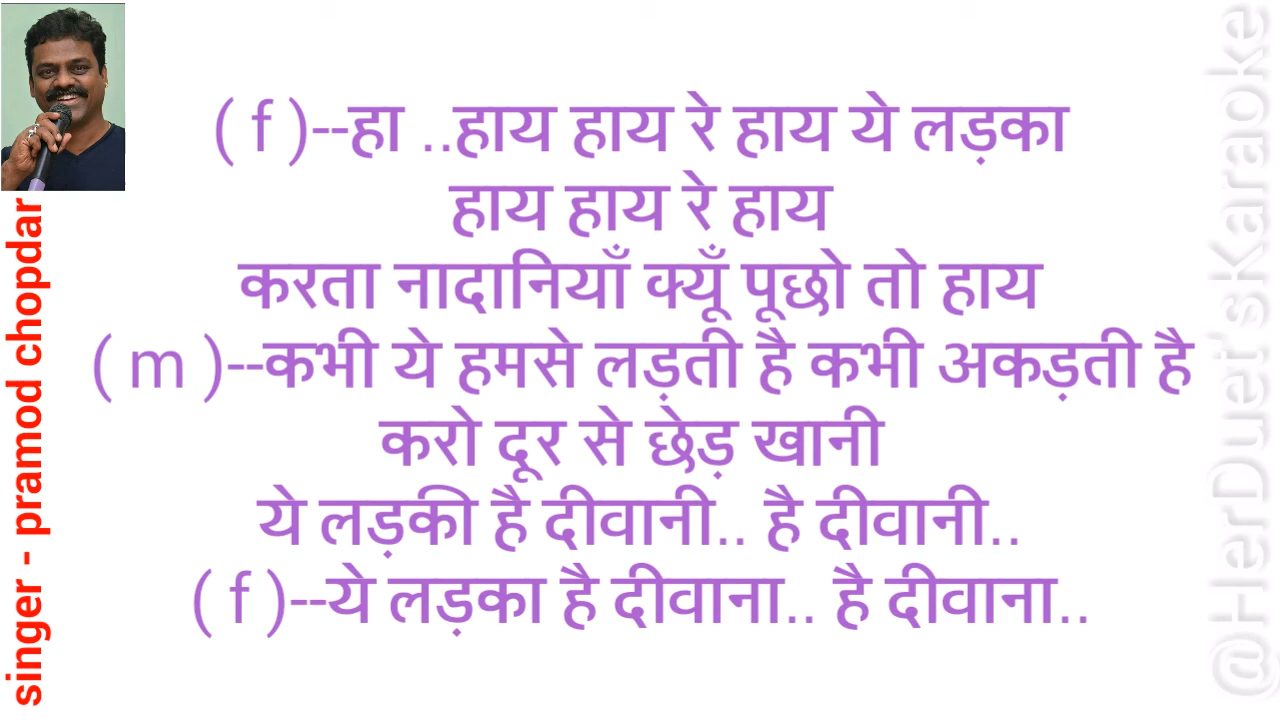 ( f )--हा ..हाय हाय रे हाय ये लड़का
हाय हाय रे हाय
करता नादानियाँ क्यूँ पूछो तो हाय
( m )--कभी ये हमसे लड़ती है कभी अकड़ती है
करो दूर से छेड़ खानी
ये लड़की है दीवानी.. है दीवानी..
( f )--ये लड़का है दीवाना.. है दीवाना..
singer - pramod chopdar
@HerDuet'sKaraoke